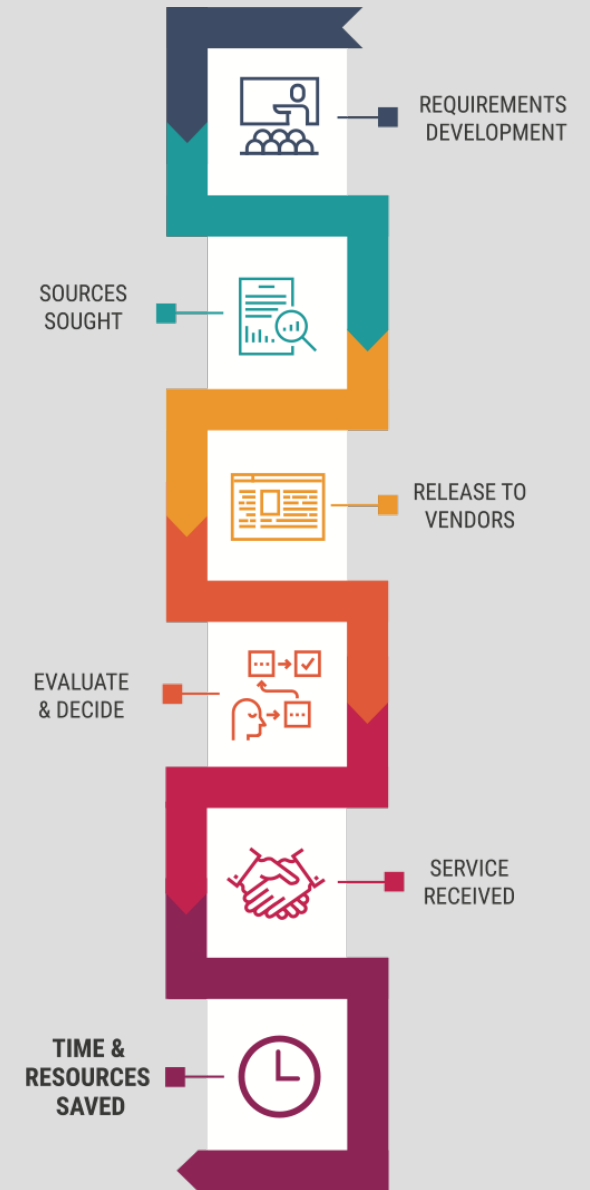 REQUIREMENTS
DEVELOPMENT
SOURCES
SOUGHT
RELEASE TO
VENDORS
EVALUATE
& DECIDE
SERVICE
RECEIVED
TIME &
RESOURCES
SAVED